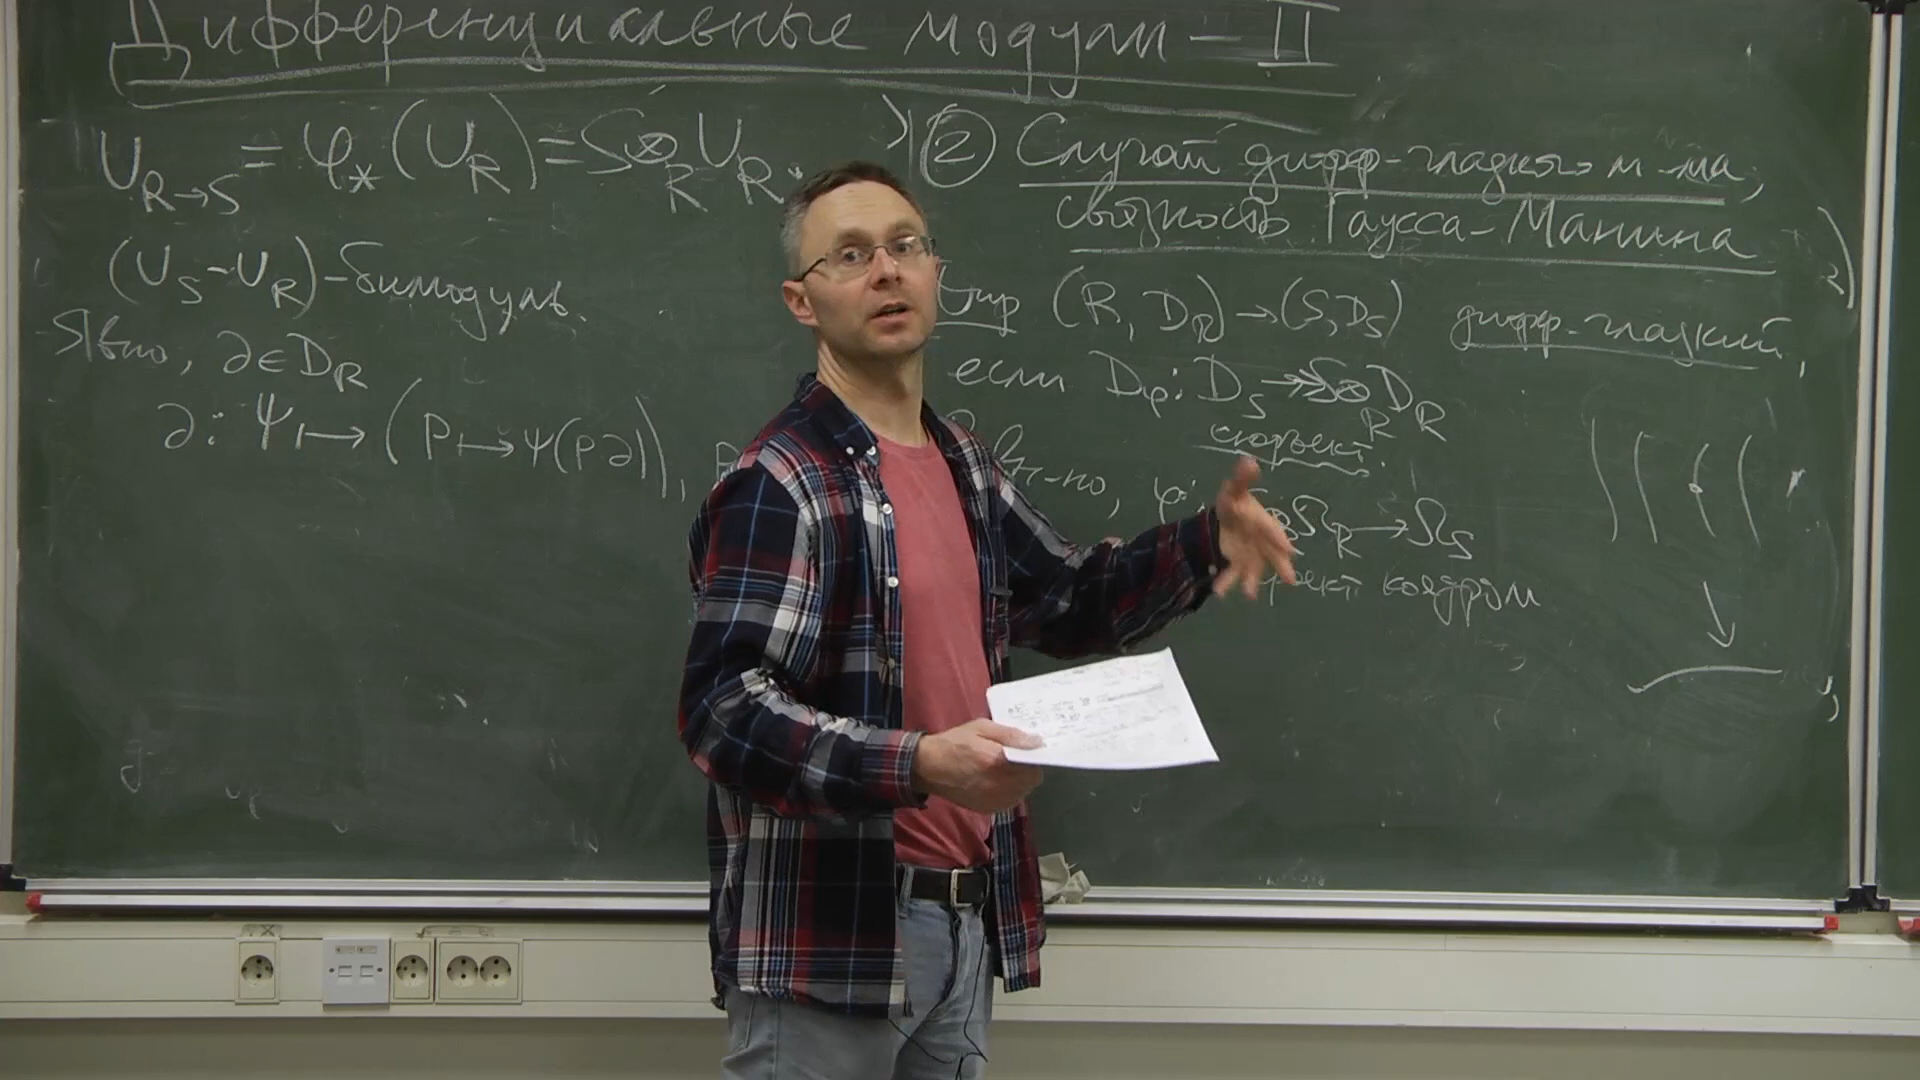 Дифференциальные модули – II
U_{R→S} = φ_*(U_R) = S⊗_R U_R.
(U_S–U_R)-бимодуль.
Явно, ∂∈D_R
∂: Ψ ↦ (P ↦ Ψ(P∂)),
② Случай дифф-гладкого м-ма,
связность Гаусса–Манина
(R, D_R) → (S, D_S) дифф-гладкий,
если D_φ: D_S ↠ S⊗_R D_R
сюръект.
φ: Ω_R → Ω_S
коядром